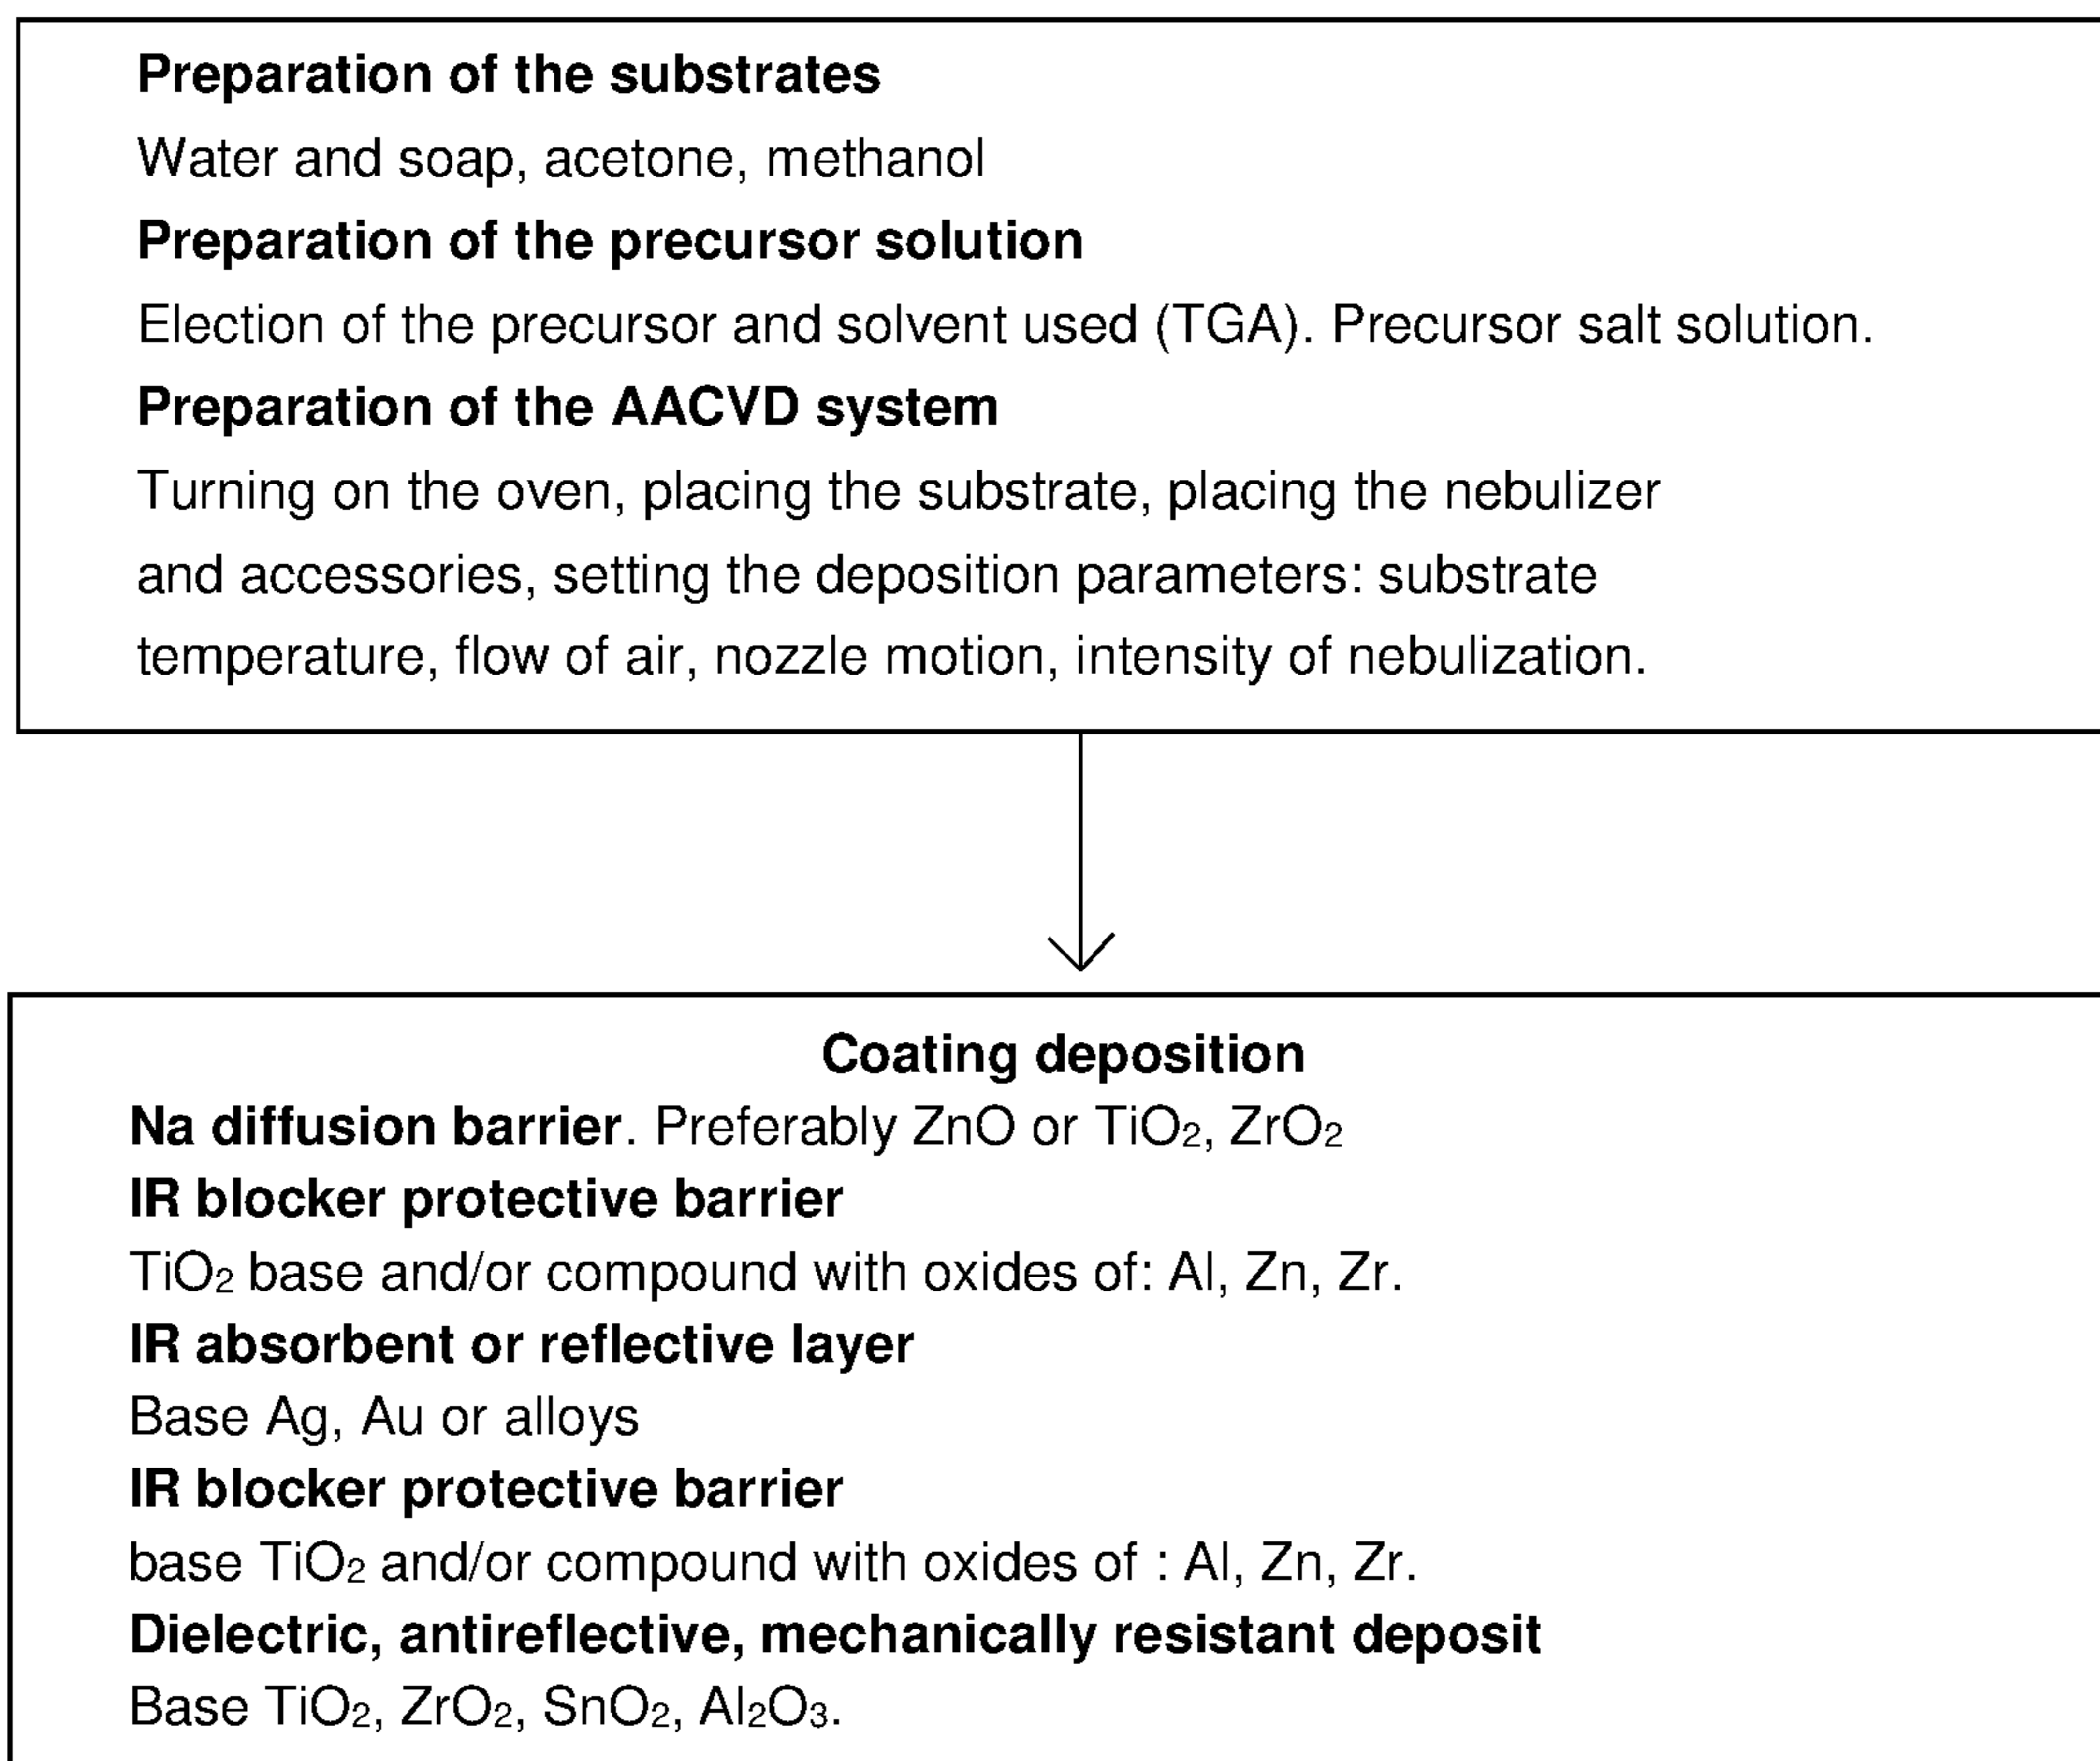 Preparation of the substrates
Water and soap, acetone, methanol
Preparation of the precursor solution
Election of the precursor and solvent used (TGA). Precursor salt solution.
Preparation of the AACVD system
Turning on the oven, placing the substrate, placing the nebulizer
and accessories, setting the deposition parameters: substrate
temperature, flow of air, nozzle motion, intensity of nebulization.
Coating deposition
Na diffusion barrier. Preferably ZnO or TiO₂, ZrO₂
IR blocker protective barrier
TiO₂ base and/or compound with oxides of: Al, Zn, Zr.
IR absorbent or reflective layer
Base Ag, Au or alloys
IR blocker protective barrier
base TiO₂ and/or compound with oxides of : Al, Zn, Zr.
Dielectric, antireflective, mechanically resistant deposit
Base TiO₂, ZrO₂, SnO₂, Al₂O₃.